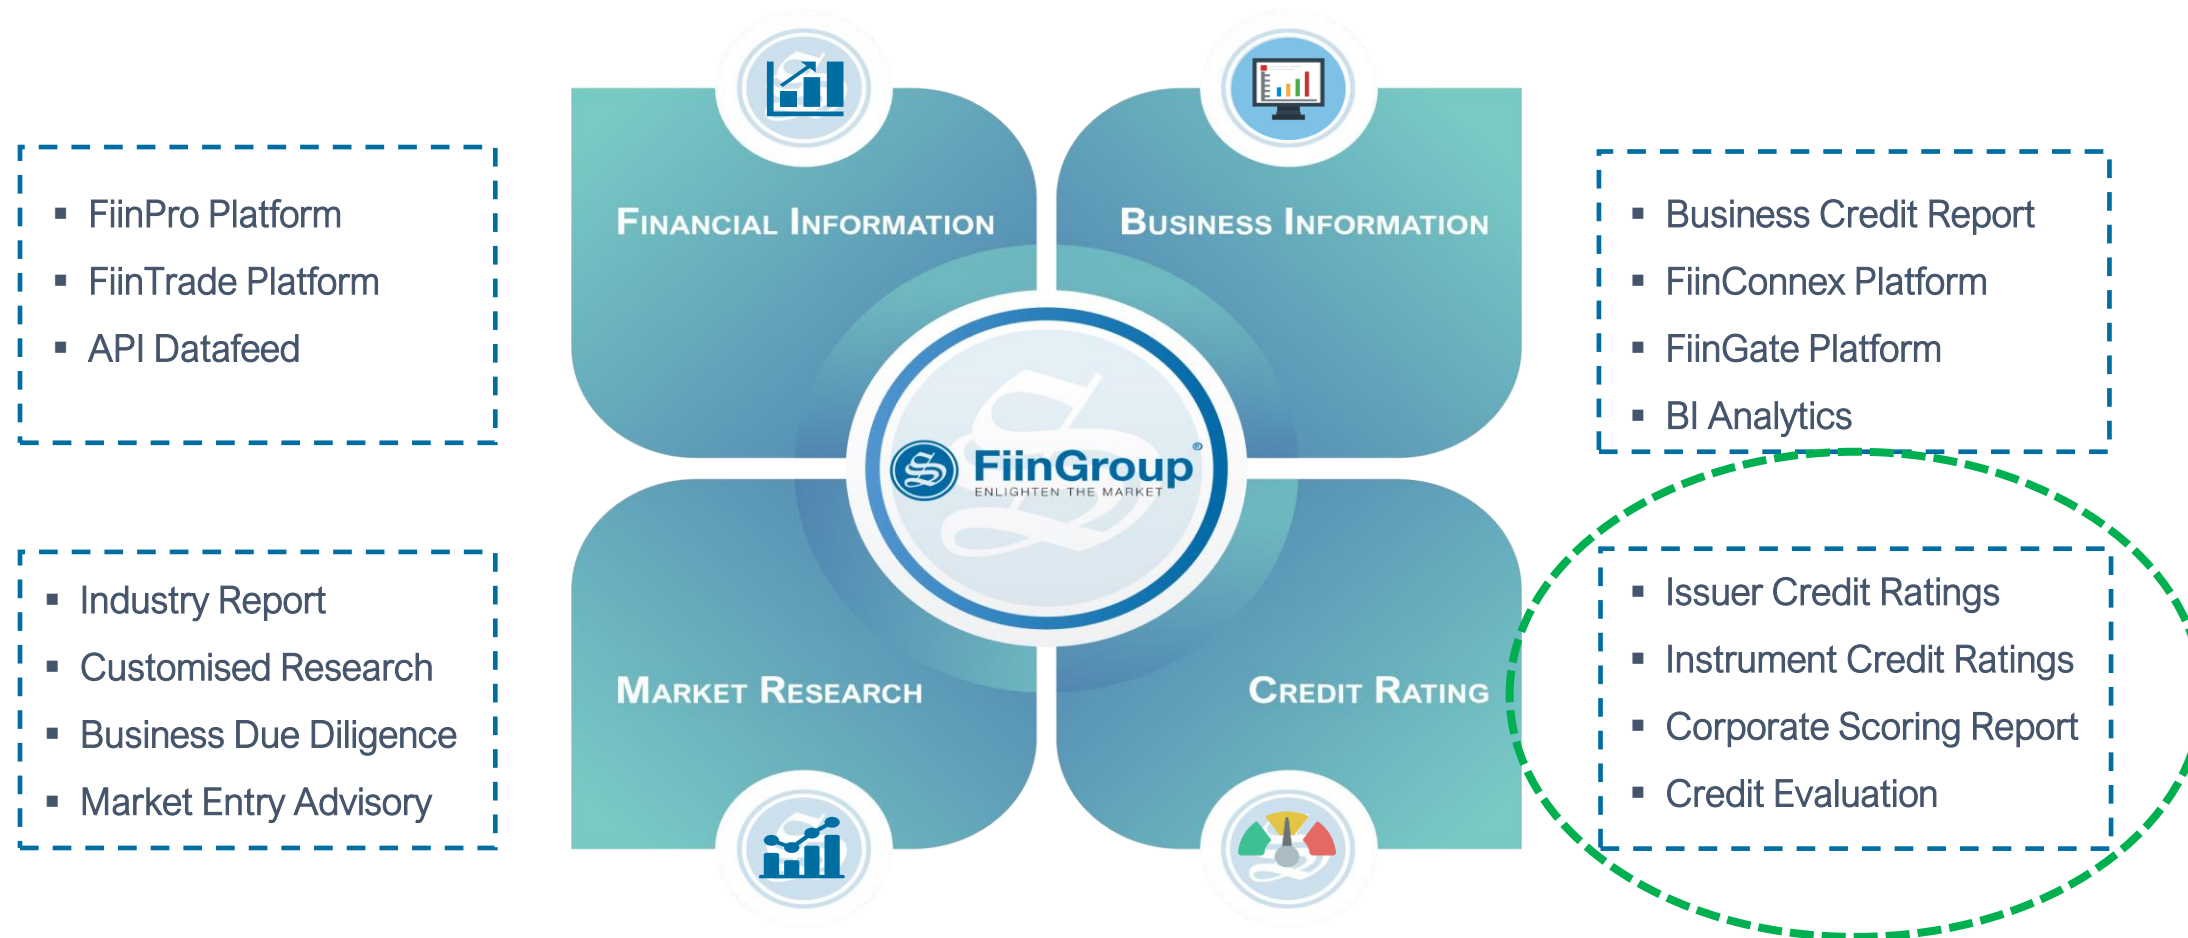 FINANCIAL INFORMATION
BUSINESS INFORMATION
FiinPro Platform
FiinTrade Platform
API Datafeed
Business Credit Report
FiinConnex Platform
FiinGate Platform
BI Analytics
FiinGroup®
ENLIGHTEN THE MARKET
MARKET RESEARCH
CREDIT RATING
Industry Report
Customised Research
Business Due Diligence
Market Entry Advisory
Issuer Credit Ratings
Instrument Credit Ratings
Corporate Scoring Report
Credit Evaluation